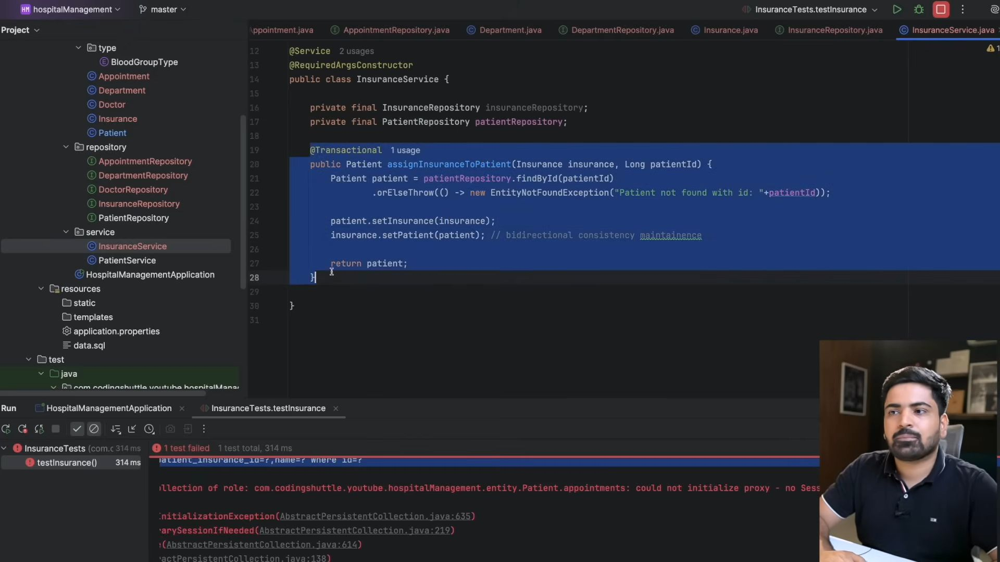 HM hospitalManagement
master
InsuranceTests.testInsurance
Project
ppointment.java
AppointmentRepository.java
Department.java
DepartmentRepository.java
Insurance.java
InsuranceRepository.java
InsuranceService.java
type
BloodGroupType
Appointment
Department
Doctor
Insurance
Patient
repository
AppointmentRepository
DepartmentRepository
DoctorRepository
InsuranceRepository
PatientRepository
service
InsuranceService
PatientService
HospitalManagementApplication
resources
static
templates
application.properties
data.sql
test
java
com.codingshuttle.youtube.hospitalMana
1
12 @Service 2 usages
13 @RequiredArgsConstructor
14 public class InsuranceService {
15
16 private final InsuranceRepository insuranceRepository;
17 private final PatientRepository patientRepository;
18
19 @Transactional 1 usage
20 public Patient assignInsuranceToPatient(Insurance insurance, Long patientId) {
21 Patient patient = patientRepository.findById(patientId)
22 .orElseThrow(() -> new EntityNotFoundException("Patient not found with id: "+patientId));
23
24 patient.setInsurance(insurance);
25 insurance.setPatient(patient); // bidirectional consistency maintainence
26
27 return patient;
28 }
29
30 }
31
Run
HospitalManagementApplication
InsuranceTests.testInsurance
InsuranceTests (com.c 314 ms
testInsurance() 314 ms
1 test failed 1 test total, 314 ms
patient_insurance_id=?,name=? where id=?
ollection of role: com.codingshuttle.youtube.hospitalManagement.entity.Patient.appointments: could not initialize proxy - no Sess
nitializationException(AbstractPersistentCollection.java:635)
arySessionIfNeeded(AbstractPersistentCollection.java:219)
(AbstractPersistentCollection.java:614)
ractPersistentCollection.java:138)